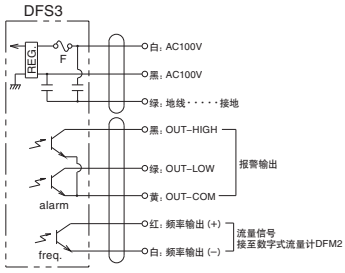 DFS3
REG.
F
白: AC100V
黑: AC100V
绿: 地线·····接地
黑: OUT-HIGH
绿: OUT-LOW
黄: OUT-COM
报警输出
alarm
红: 频率输出 (+)
白: 频率输出 (-)
流量信号
接至数字式流量计DFM2
freq.